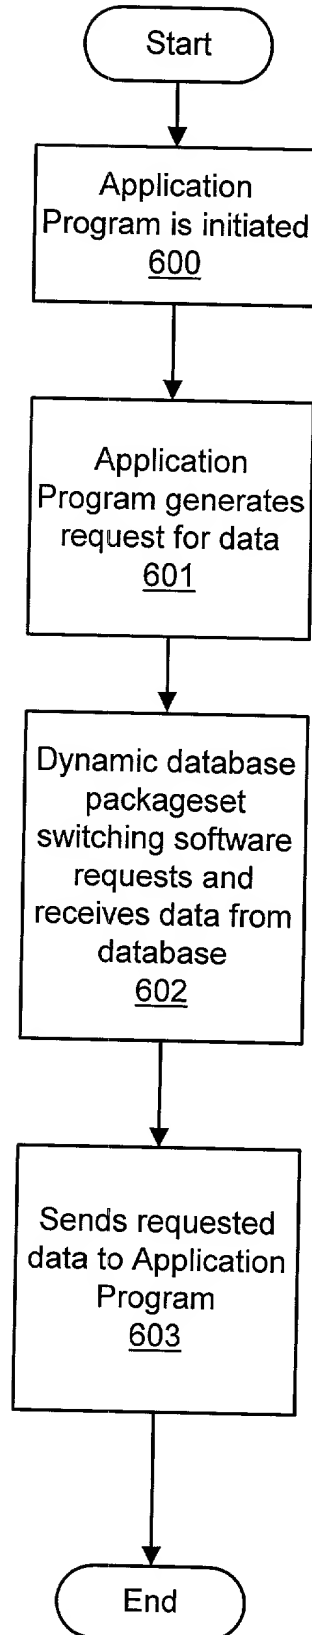 Start
Application
Program is initiated
600
Application
Program generates
request for data
601
Dynamic database
packageset
switching software
requests and
receives data from
database
602
Sends requested
data to Application
Program
603
End